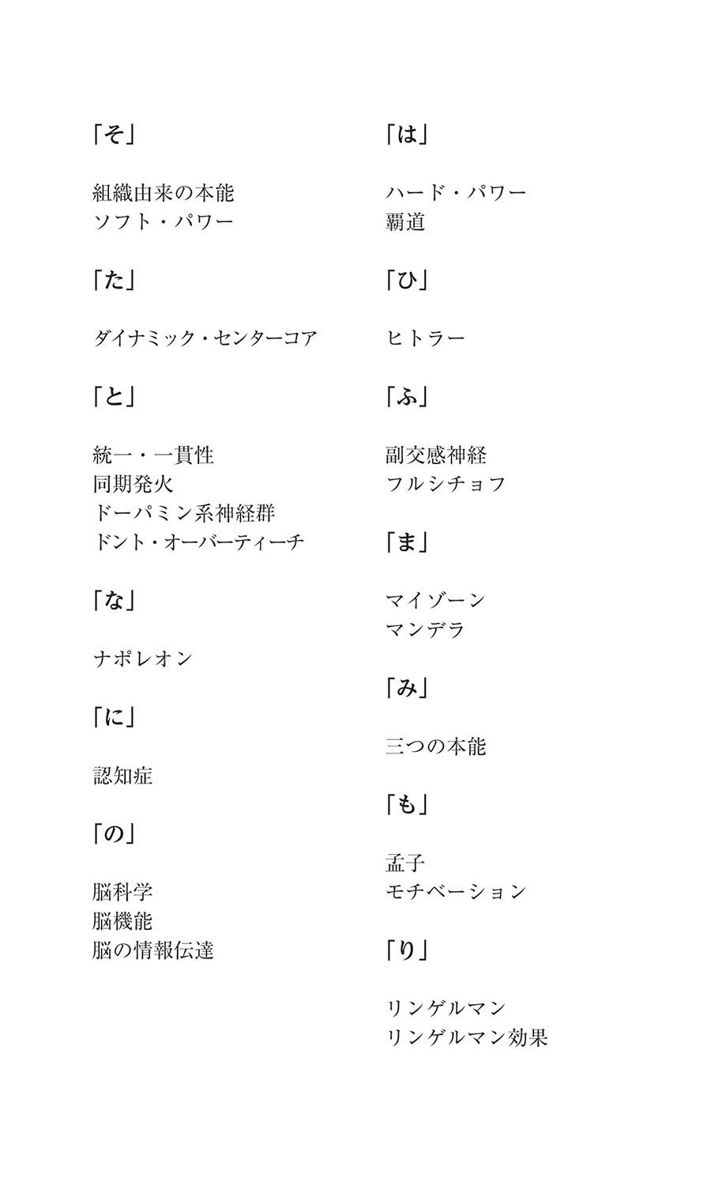 「そ」
組織由来の本能
ソフト・パワー
「た」
ダイナミック・センターコア
「と」
統一・一貫性
同期発火
ドーパミン系神経群
ドント・オーバーティーチ
「な」
ナポレオン
「に」
認知症
「の」
脳科学
脳機能
脳の情報伝達
「は」
ハード・パワー
覇道
「ひ」
ヒトラー
「ふ」
副交感神経
フルシチョフ
「ま」
マイゾーン
マンデラ
「み」
三つの本能
「も」
孟子
モチベーション
「り」
リンゲルマン
リンゲルマン効果